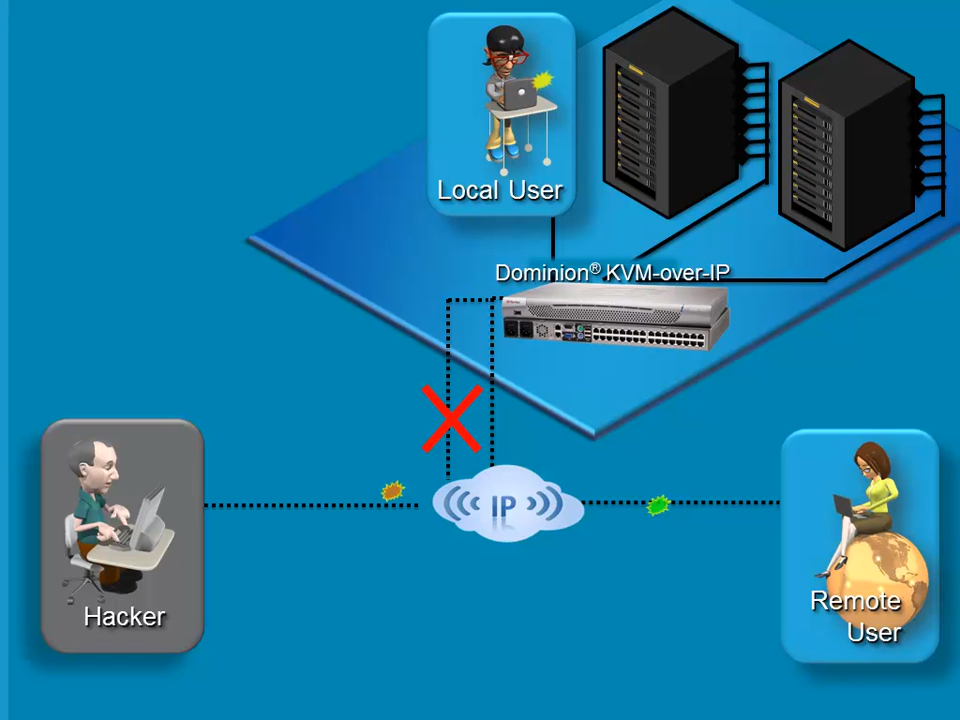 Local User
Dominion® KVM-over-IP
IP
Hacker
Remote
User